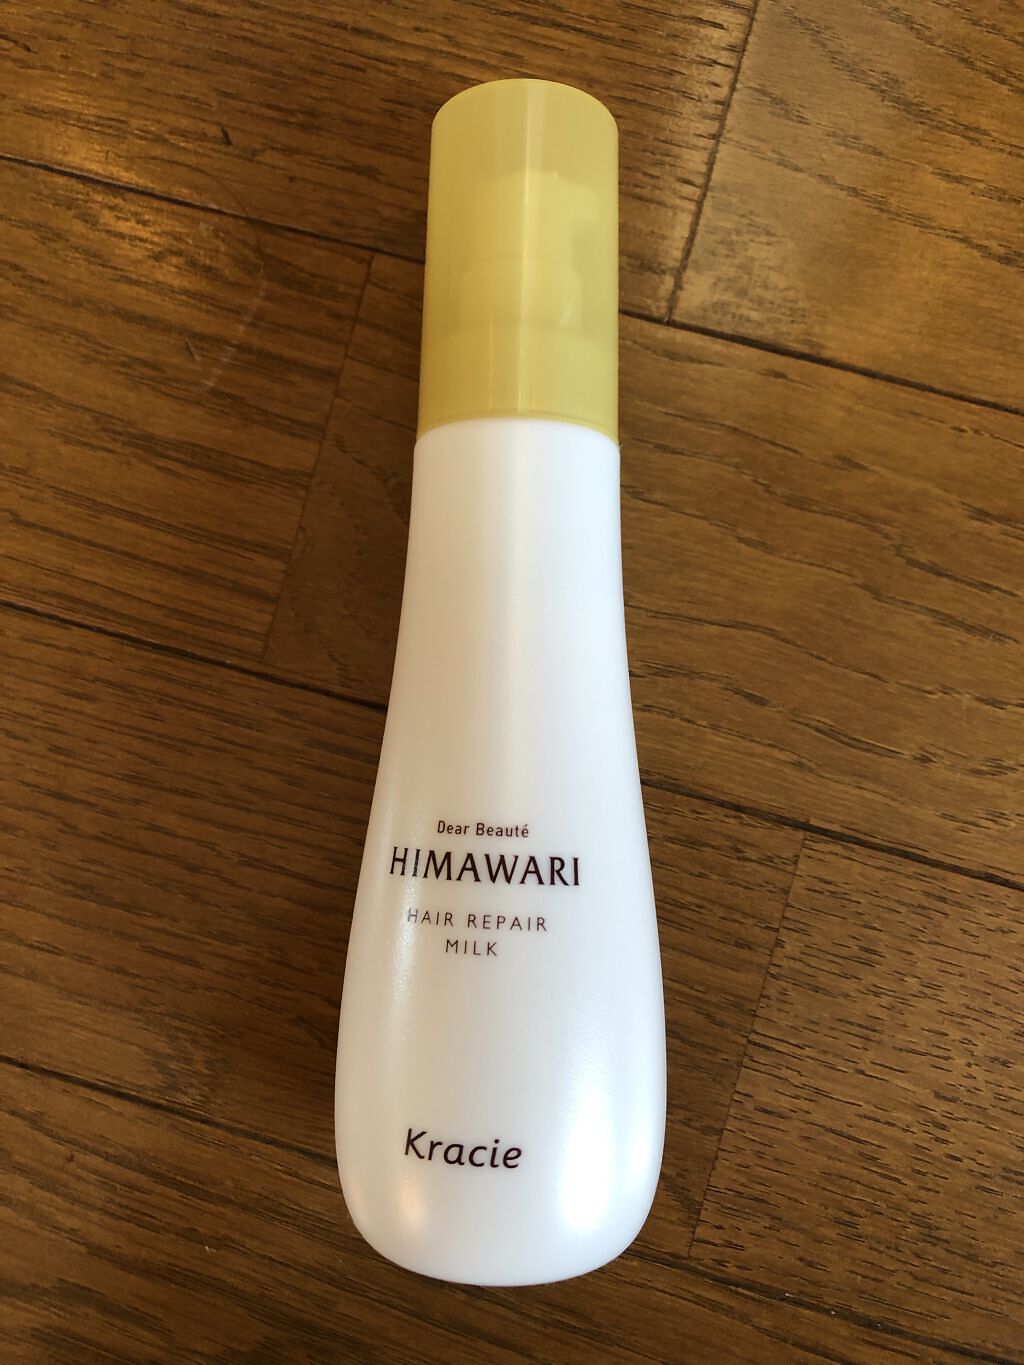 Dear Beauté
HIMAWARI
HAIR REPAIR
MILK
Kracie